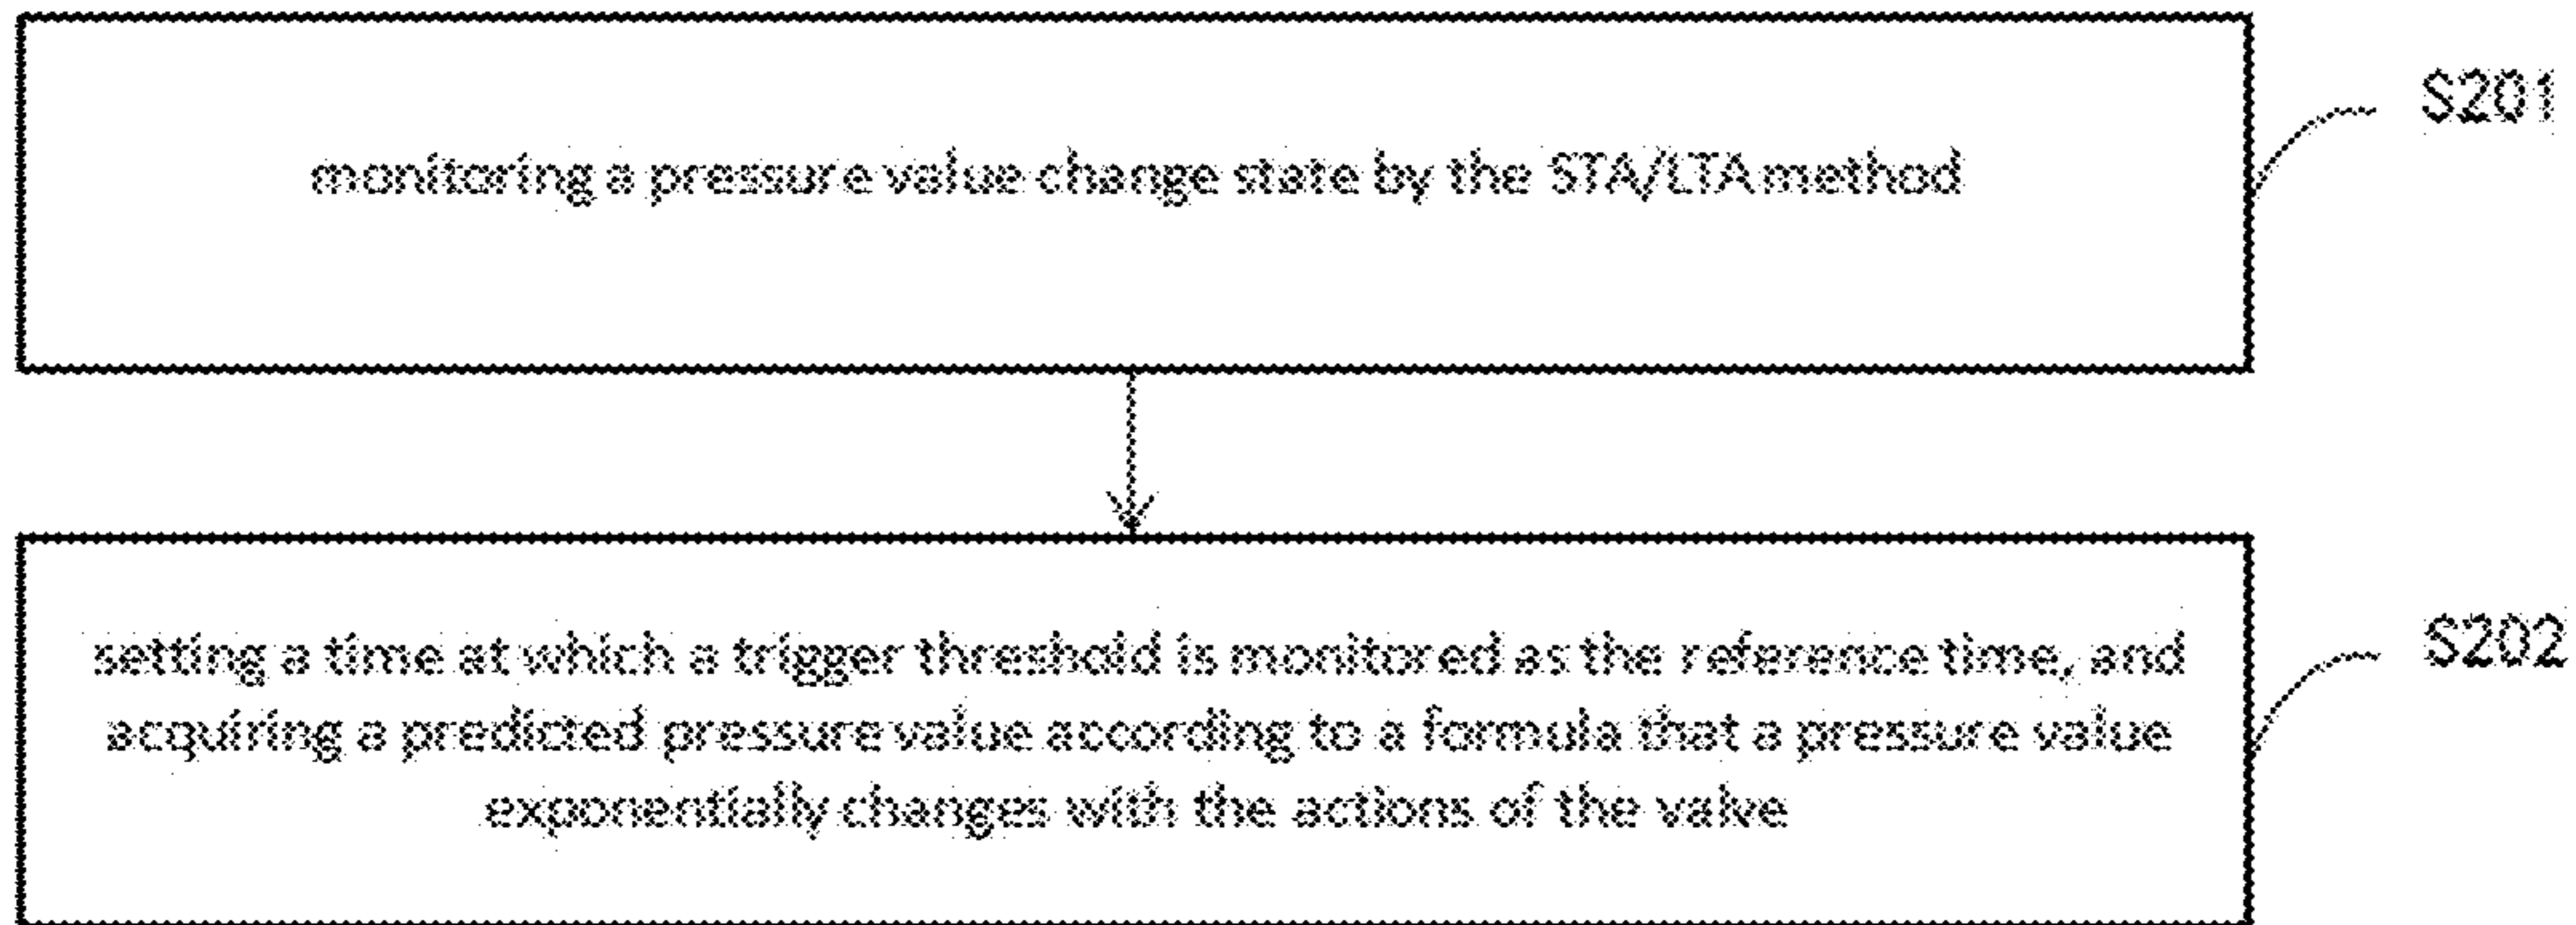 monitoring a pressure value change state by the STA/LTA method
S201
setting a time at which a trigger threshold is monitored as the reference time, and
acquiring a predicted pressure value according to a formula that a pressure value
exponentially changes with the actions of the valve
S202